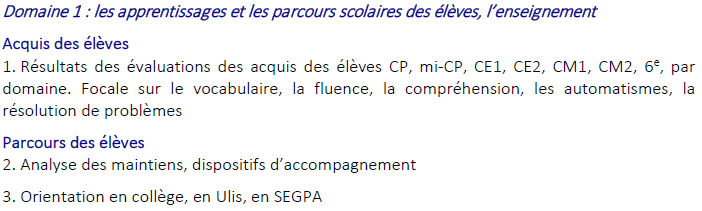 Domaine 1 : les apprentissages et les parcours scolaires des élèves, l’enseignement
Acquis des élèves
1. Résultats des évaluations des acquis des élèves CP, mi-CP, CE1, CE2, CM1, CM2, 6e, par
domaine. Focale sur le vocabulaire, la fluence, la compréhension, les automatismes, la
résolution de problèmes
Parcours des élèves
2. Analyse des maintiens, dispositifs d’accompagnement
3. Orientation en collège, en Ulis, en SEGPA